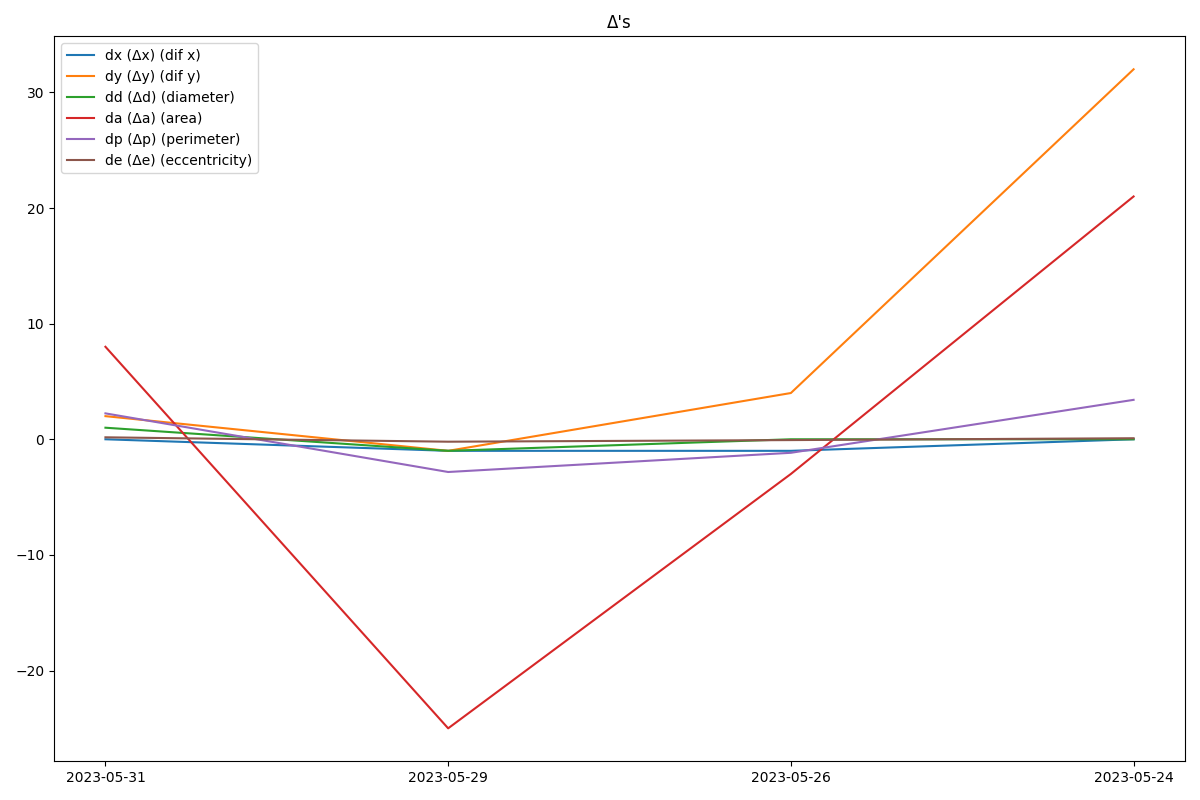 Δ's
dx (Δx) (dif x)
dy (Δy) (dif y)
dd (Δd) (diameter)
da (Δa) (area)
dp (Δp) (perimeter)
de (Δe) (eccentricity)
30
20
10
0
−10
−20
2023-05-31 2023-05-29 2023-05-26 2023-05-24